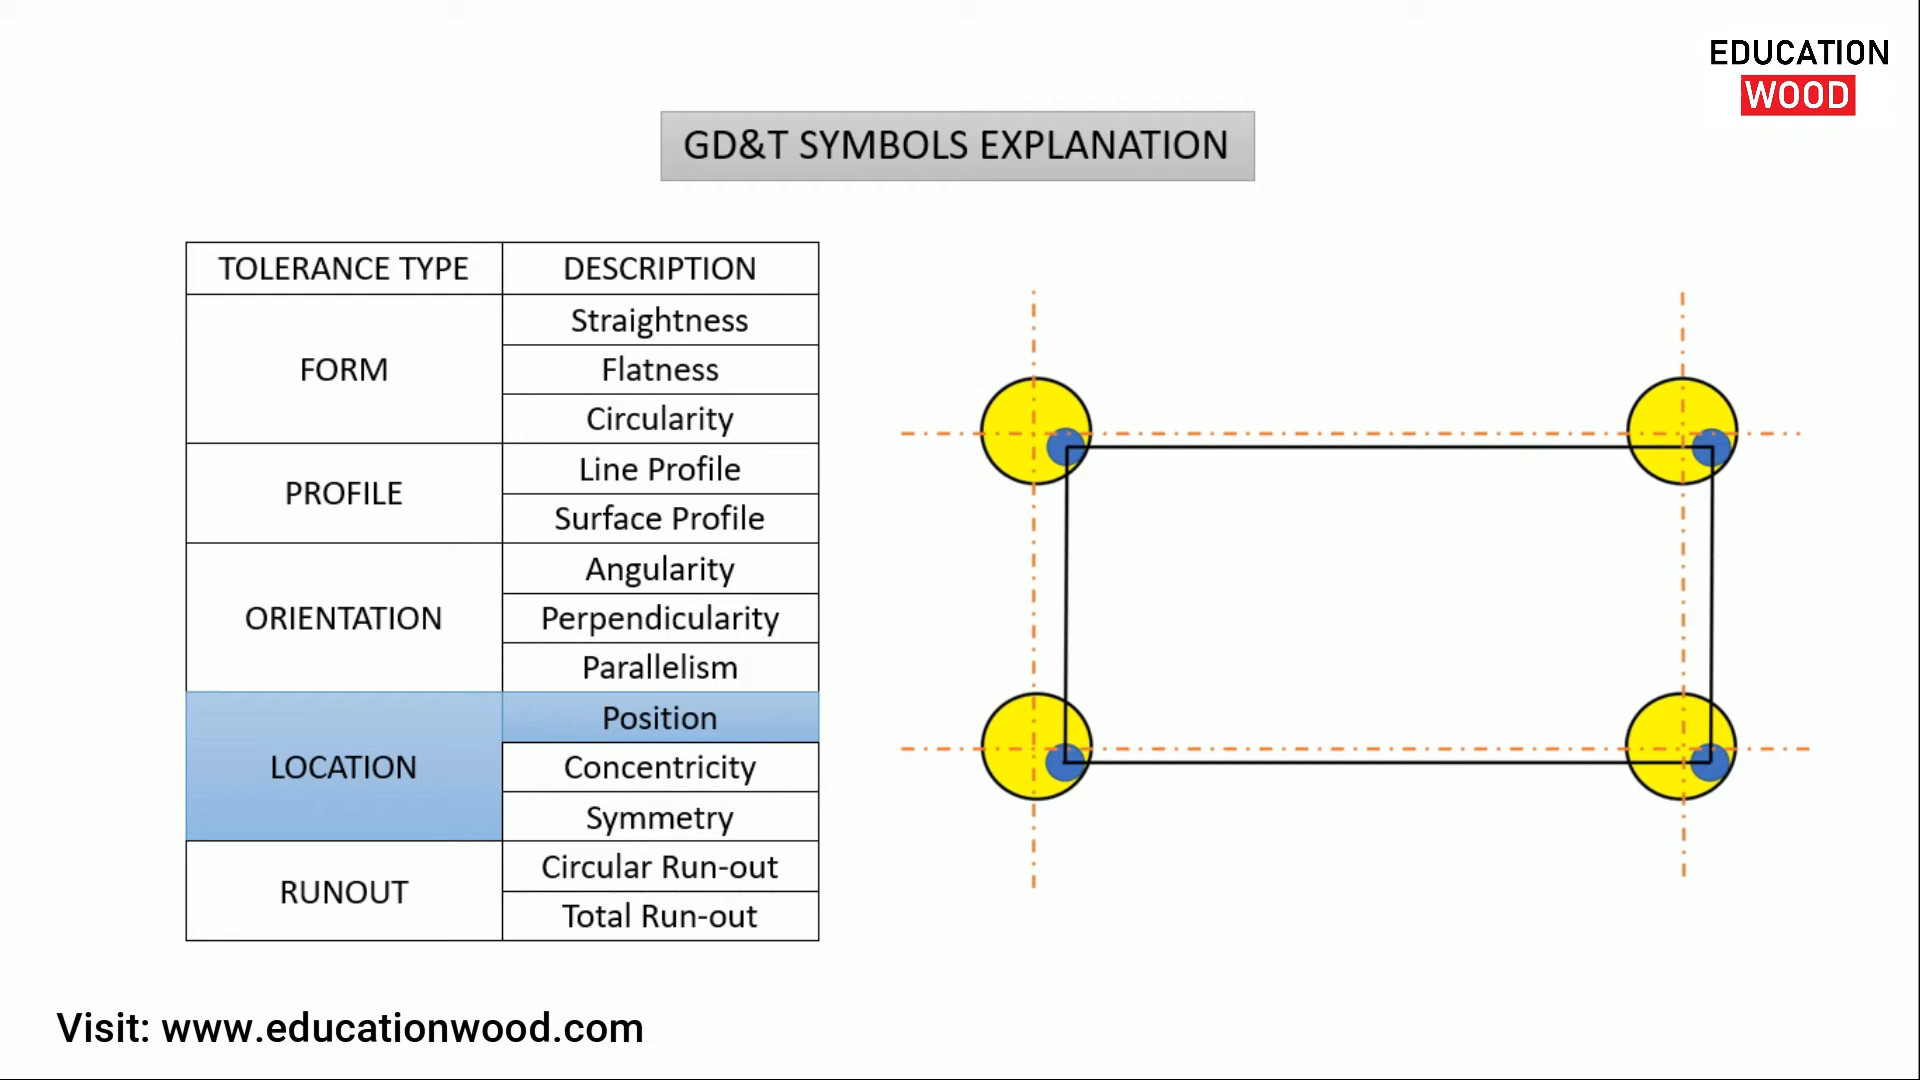 EDUCATION
WOOD
GD&T SYMBOLS EXPLANATION
TOLERANCE TYPE DESCRIPTION
FORM
Straightness
Flatness
Circularity
PROFILE
Line Profile
Surface Profile
ORIENTATION
Angularity
Perpendicularity
Parallelism
LOCATION
Position
Concentricity
Symmetry
RUNOUT
Circular Run-out
Total Run-out
Visit: www.educationwood.com